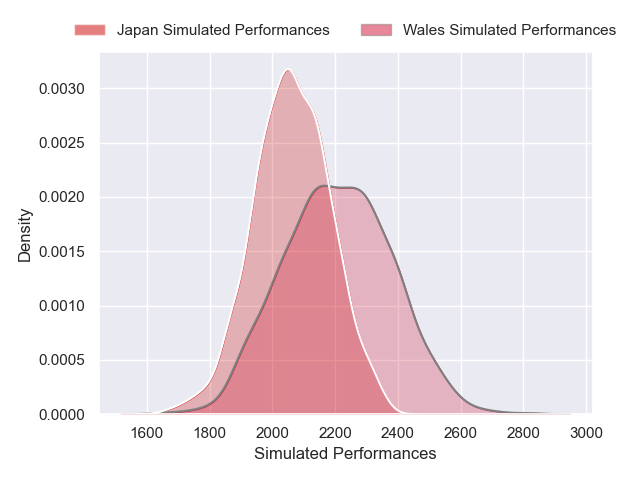 Japan Simulated Performances Wales Simulated Performances
0.0030
0.0025
0.0020
0.0015
0.0010
0.0005
0.0000
Density
1600 1800 2000 2200 2400 2600 2800 3000
Simulated Performances